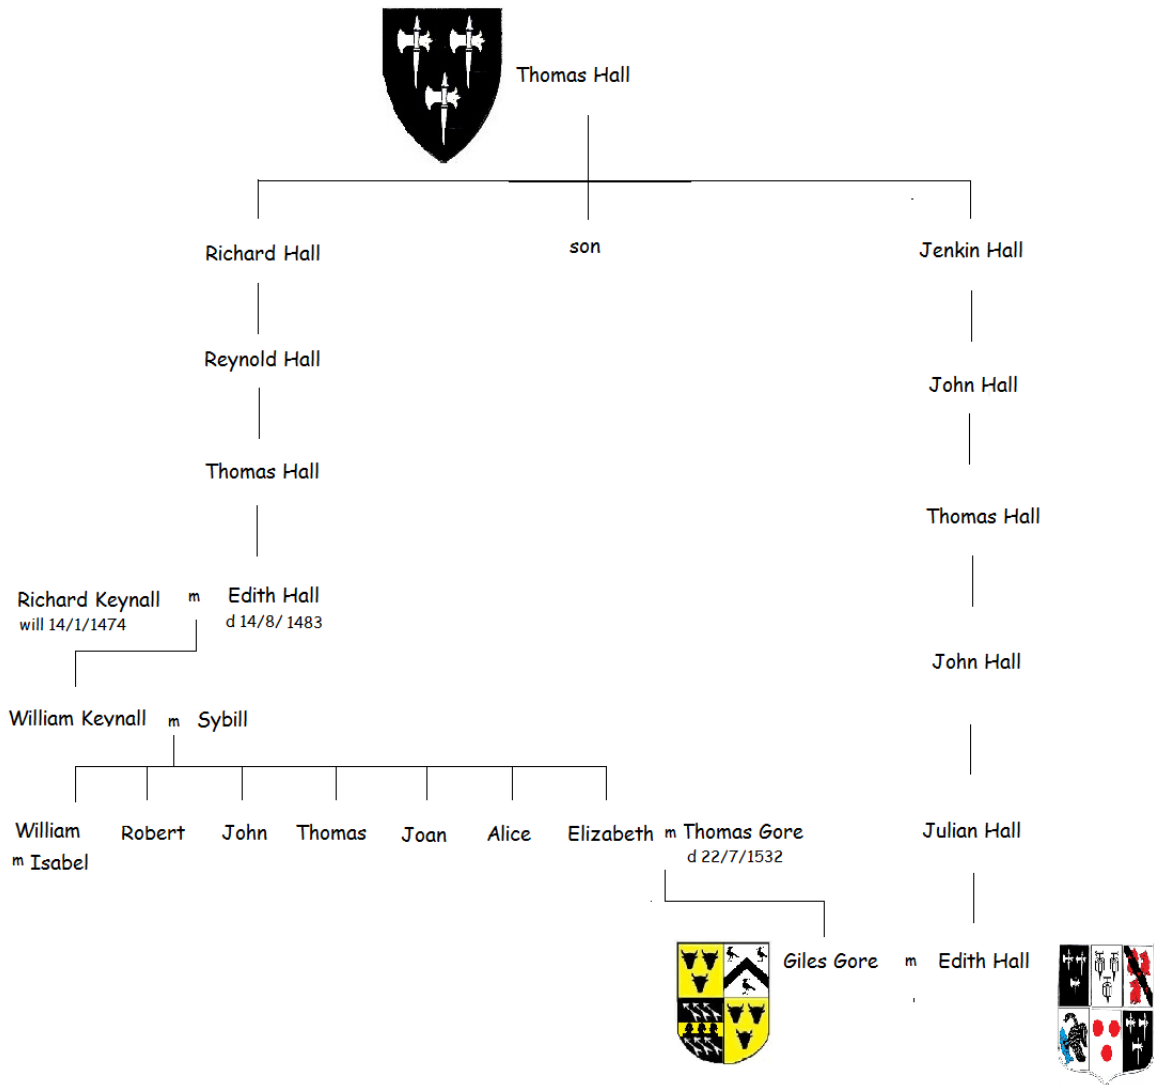 Thomas Hall
Richard Hall
son
Jenkin Hall
Reynold Hall
John Hall
Thomas Hall
Thomas Hall
Richard Keynall m Edith Hall
will 14/1/1474 d 14/8/ 1483
John Hall
William Keynall m Sybill
William Robert John Thomas Joan Alice Elizabeth m Thomas Gore Julian Hall
m Isabel d 22/7/1532
Giles Gore m Edith Hall